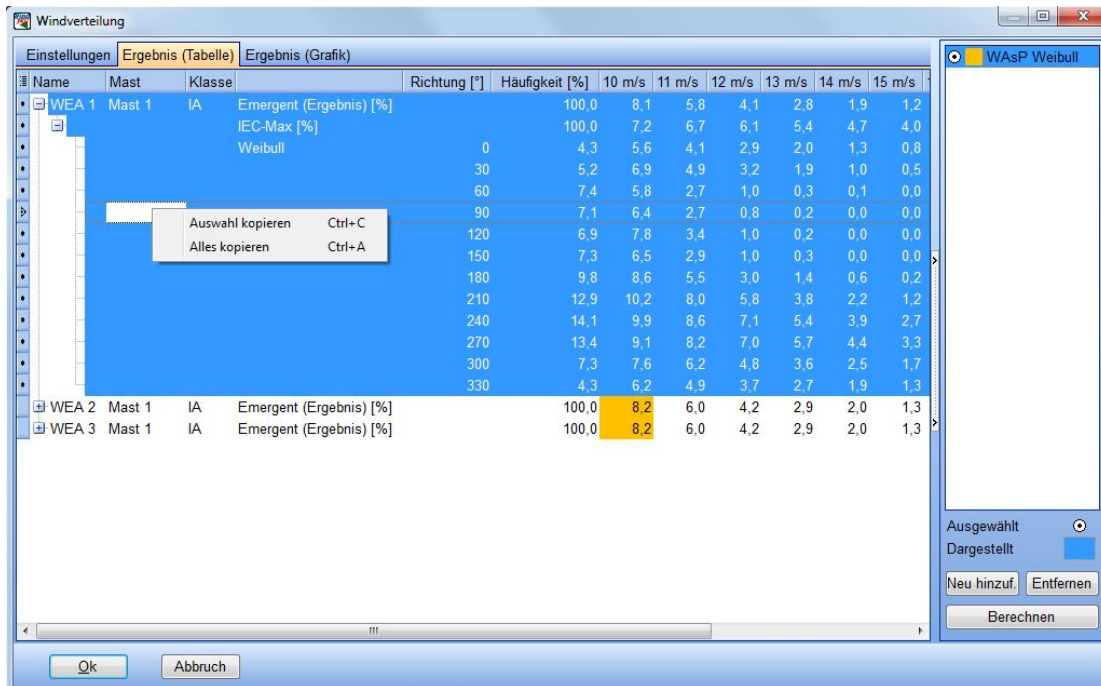 Windverteilung
Einstellungen Ergebnis (Tabelle) Ergebnis (Grafik)
Name Mast Klasse Richtung [°] Häufigkeit [%] 10 m/s 11 m/s 12 m/s 13 m/s 14 m/s 15 m/s
WEA 1 Mast 1 IA Emergent (Ergebnis) [%] 100,0 8,1 5,8 4,1 2,8 1,9 1,2
IEC-Max [%] 100,0 7,2 6,7 6,1 5,4 4,7 4,0
Weibull 0 4,3 5,6 4,1 2,9 2,0 1,3 0,8
30 5,2 6,9 4,9 3,2 1,9 1,0 0,5
60 7,4 5,8 2,7 1,0 0,3 0,1 0,0
90 7,1 6,4 2,7 0,8 0,2 0,0 0,0
120 6,9 7,8 3,4 1,0 0,2 0,0 0,0
150 7,3 6,5 2,9 1,0 0,3 0,0 0,0
180 9,8 8,6 5,5 3,0 1,4 0,6 0,2
210 12,9 10,2 8,0 5,8 3,8 2,2 1,2
240 14,1 9,9 8,6 7,1 5,4 3,9 2,7
270 13,4 9,1 8,2 7,0 5,7 4,4 3,3
300 7,3 7,6 6,2 4,8 3,6 2,5 1,7
330 4,3 6,2 4,9 3,7 2,7 1,9 1,3
WEA 2 Mast 1 IA Emergent (Ergebnis) [%] 100,0 8,2 6,0 4,2 2,9 2,0 1,3
WEA 3 Mast 1 IA Emergent (Ergebnis) [%] 100,0 8,2 6,0 4,2 2,9 2,0 1,3
Auswahl kopieren Ctrl+C
Alles kopieren Ctrl+A
WAsP Weibull
Ausgewählt
Dargestellt
Neu hinzuf. Entfernen
Berechnen
Ok Abbruch